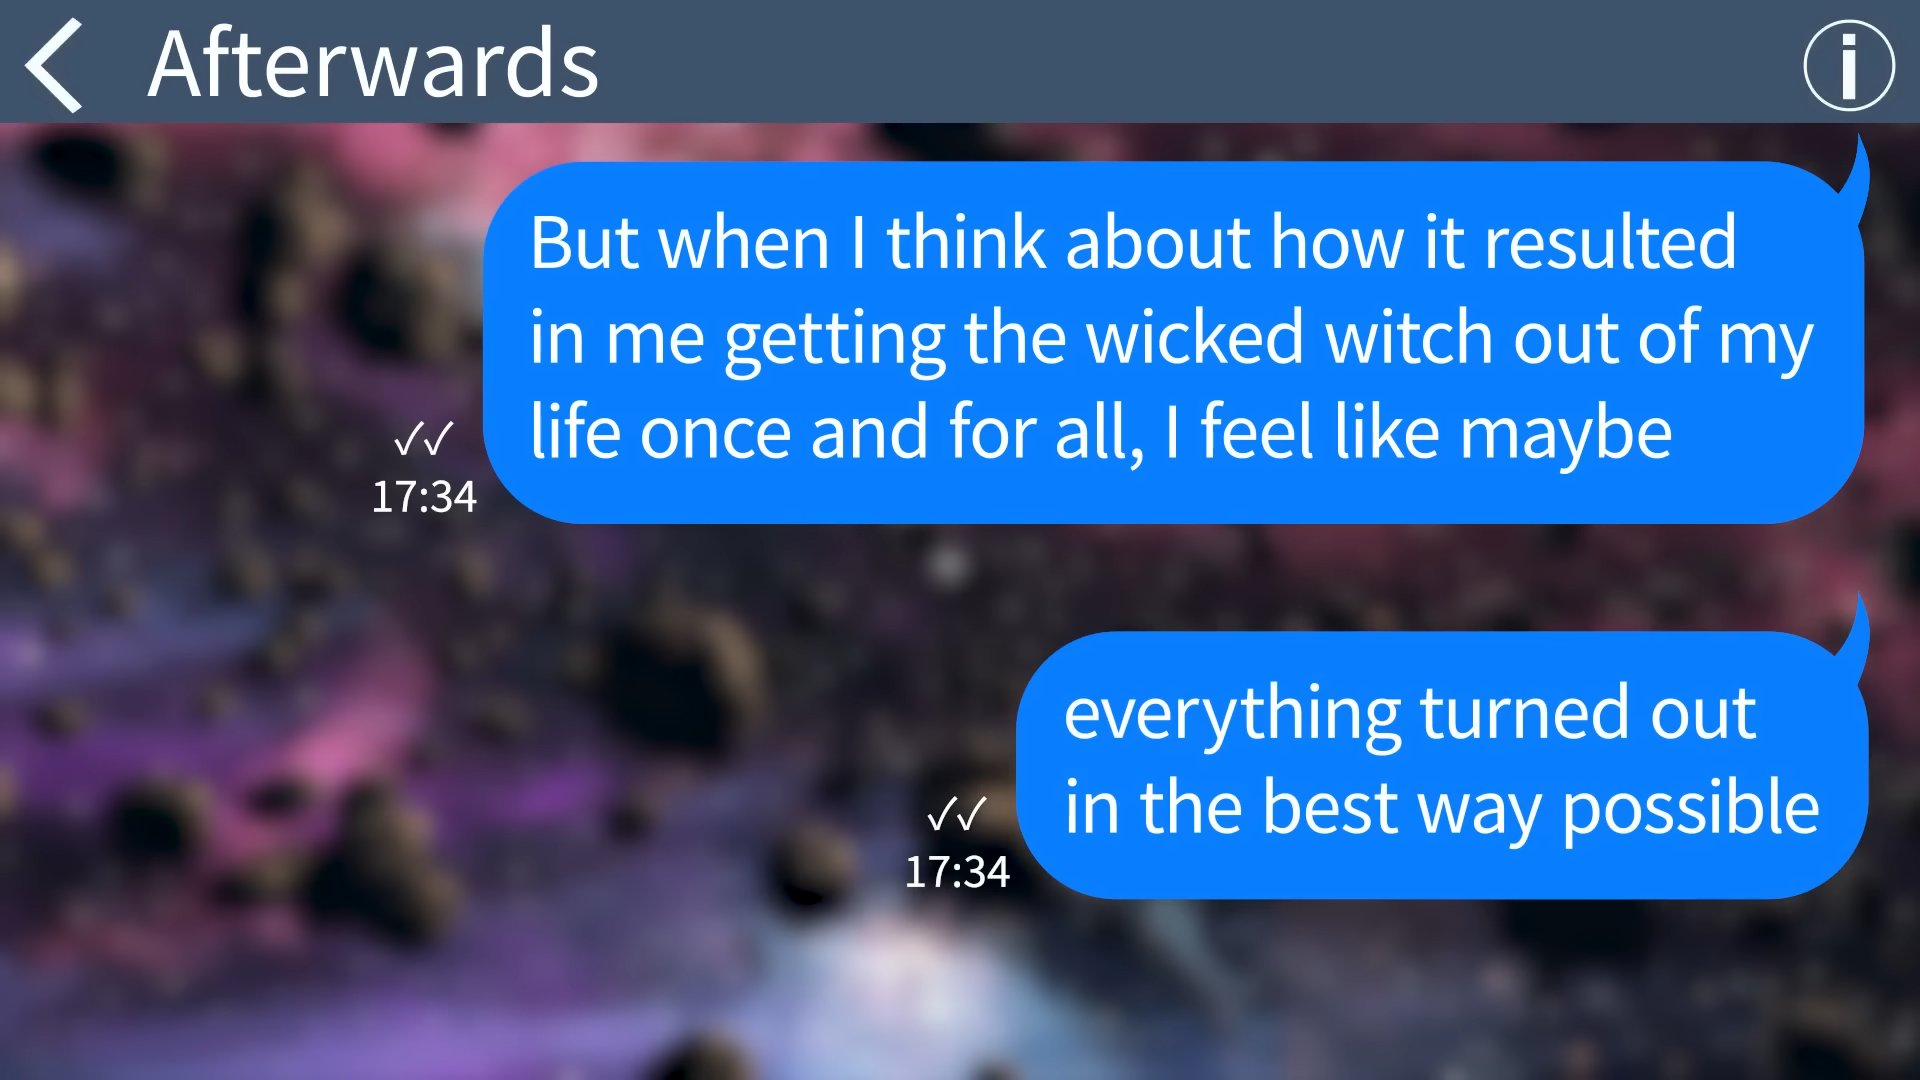 Afterwards
But when I think about how it resulted
in me getting the wicked witch out of my
life once and for all, I feel like maybe
✓✓
17:34
everything turned out
in the best way possible
✓✓
17:34